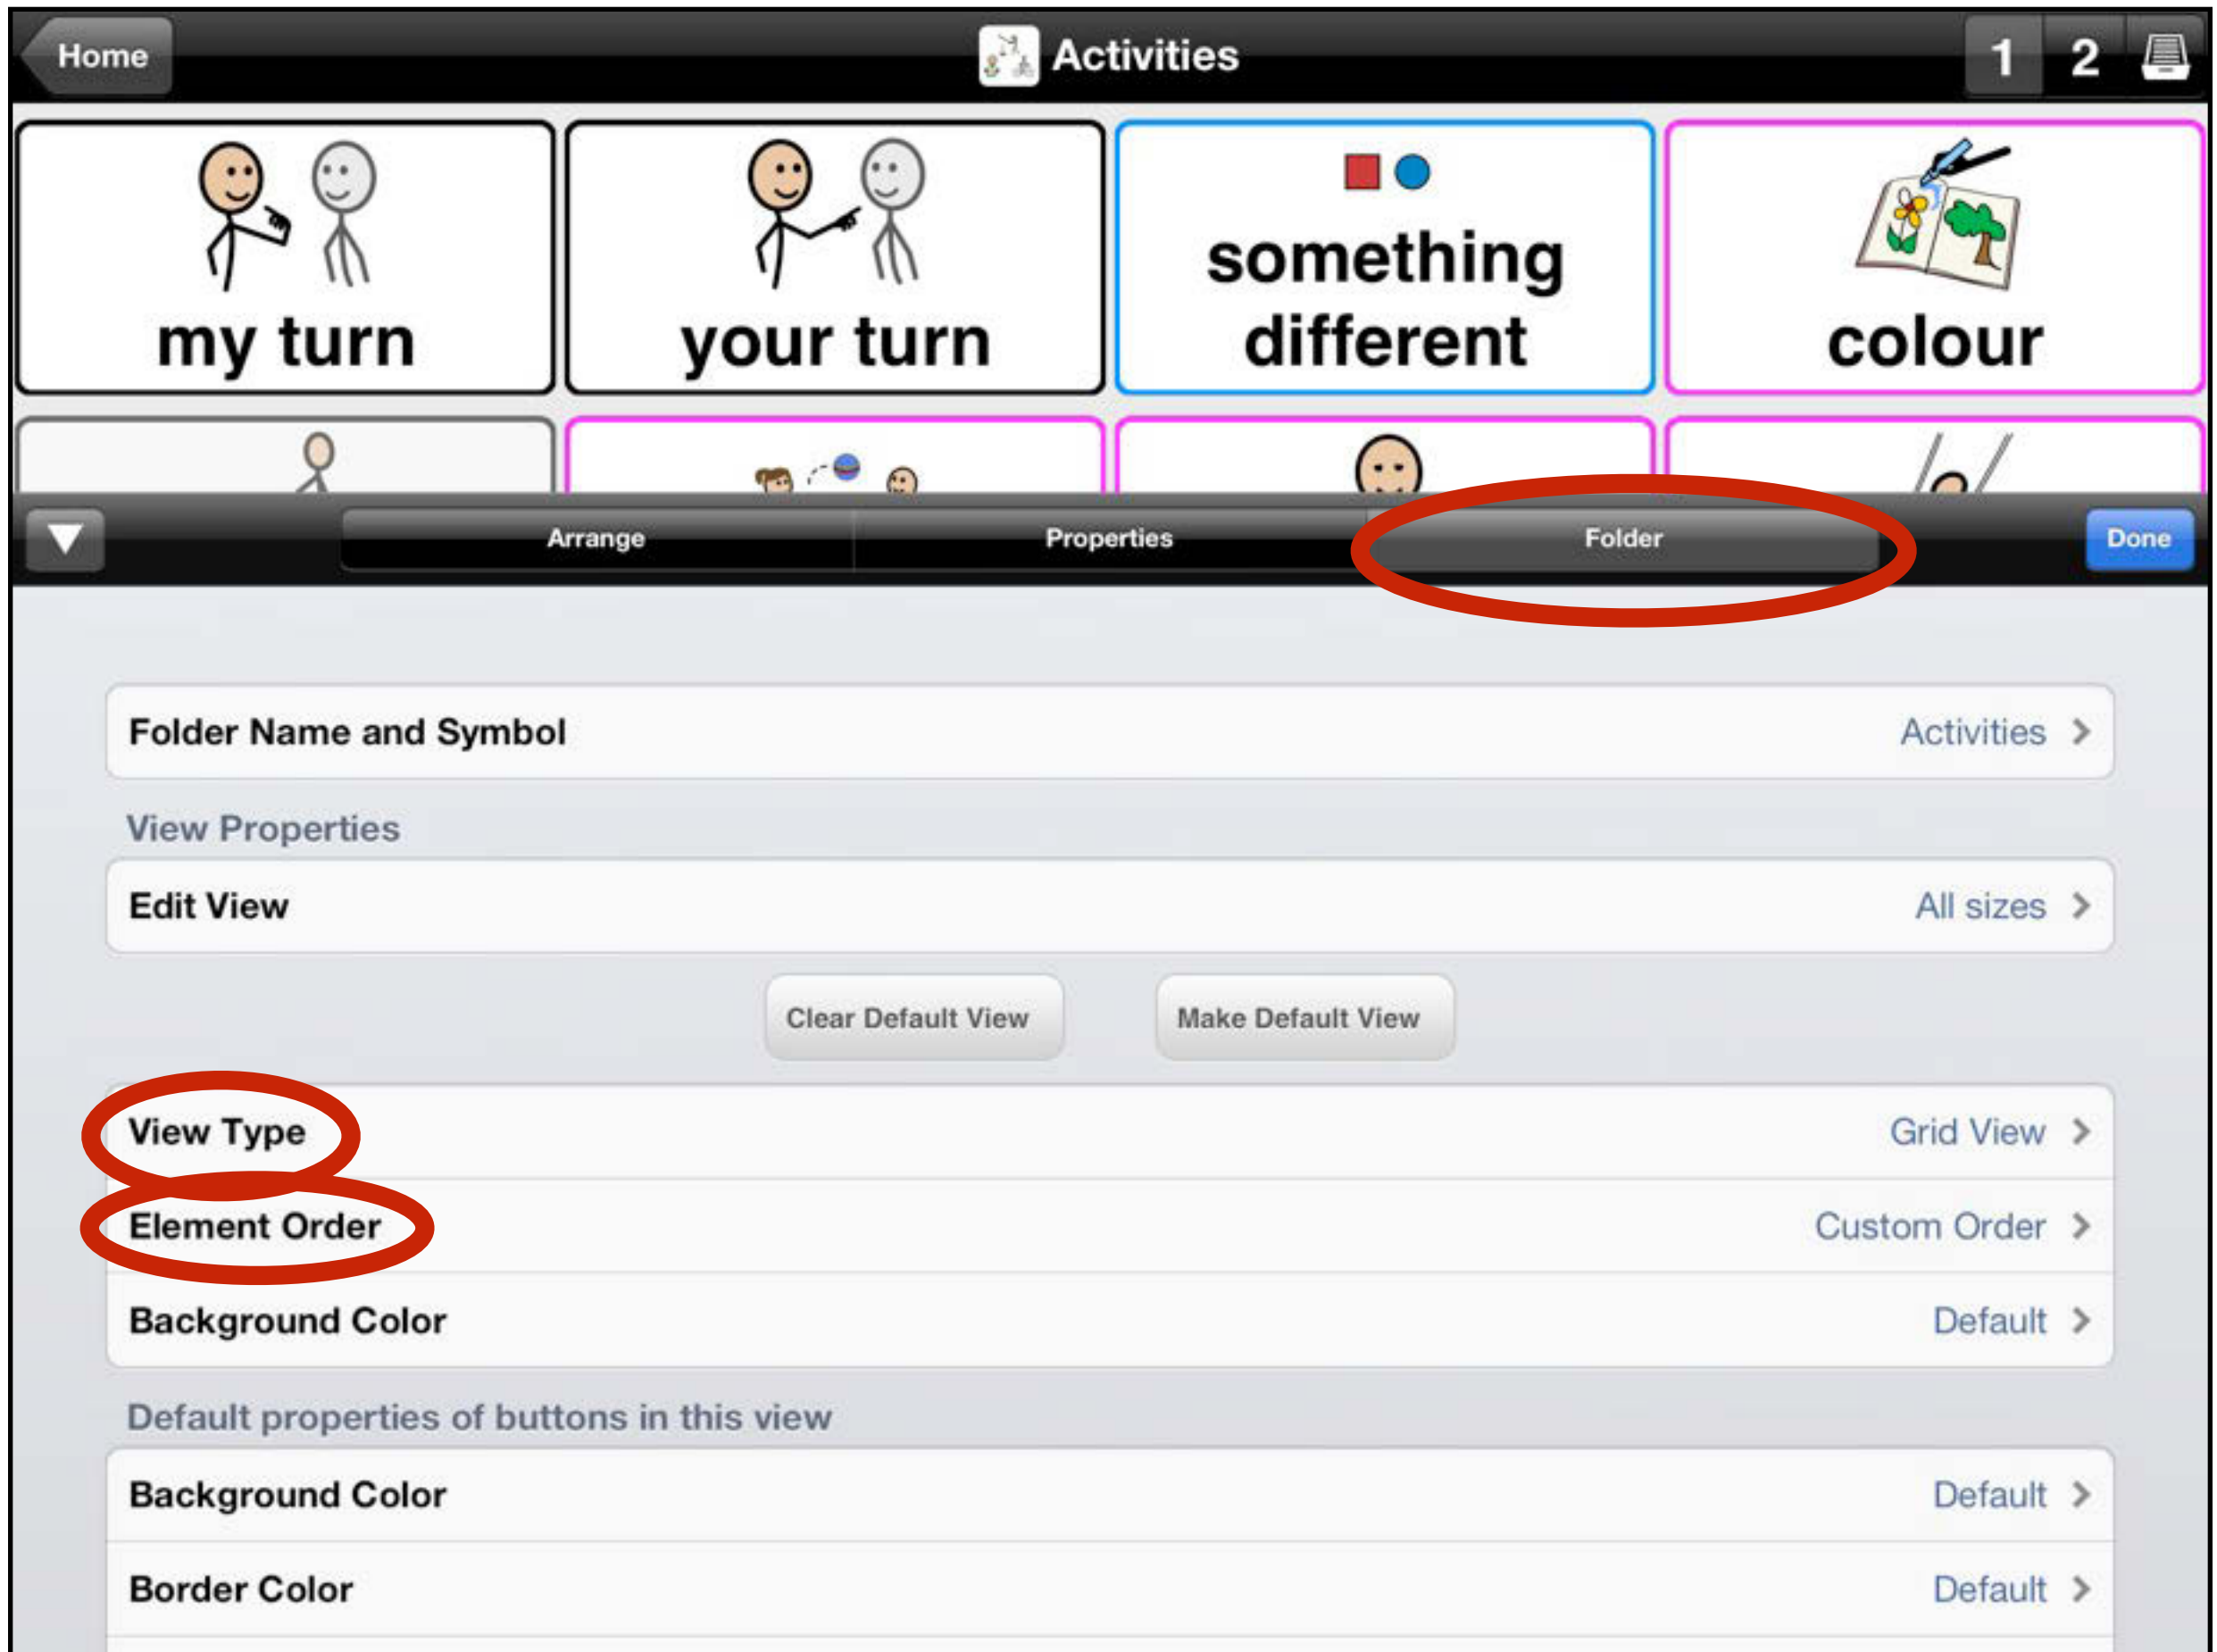 Home
Activities
1 2
my turn
your turn
something
different
colour
Arrange
Properties
Folder
Done
Folder Name and Symbol
Activities
View Properties
Edit View
All sizes
Clear Default View
Make Default View
View Type
Grid View
Element Order
Custom Order
Background Color
Default
Default properties of buttons in this view
Background Color
Default
Border Color
Default